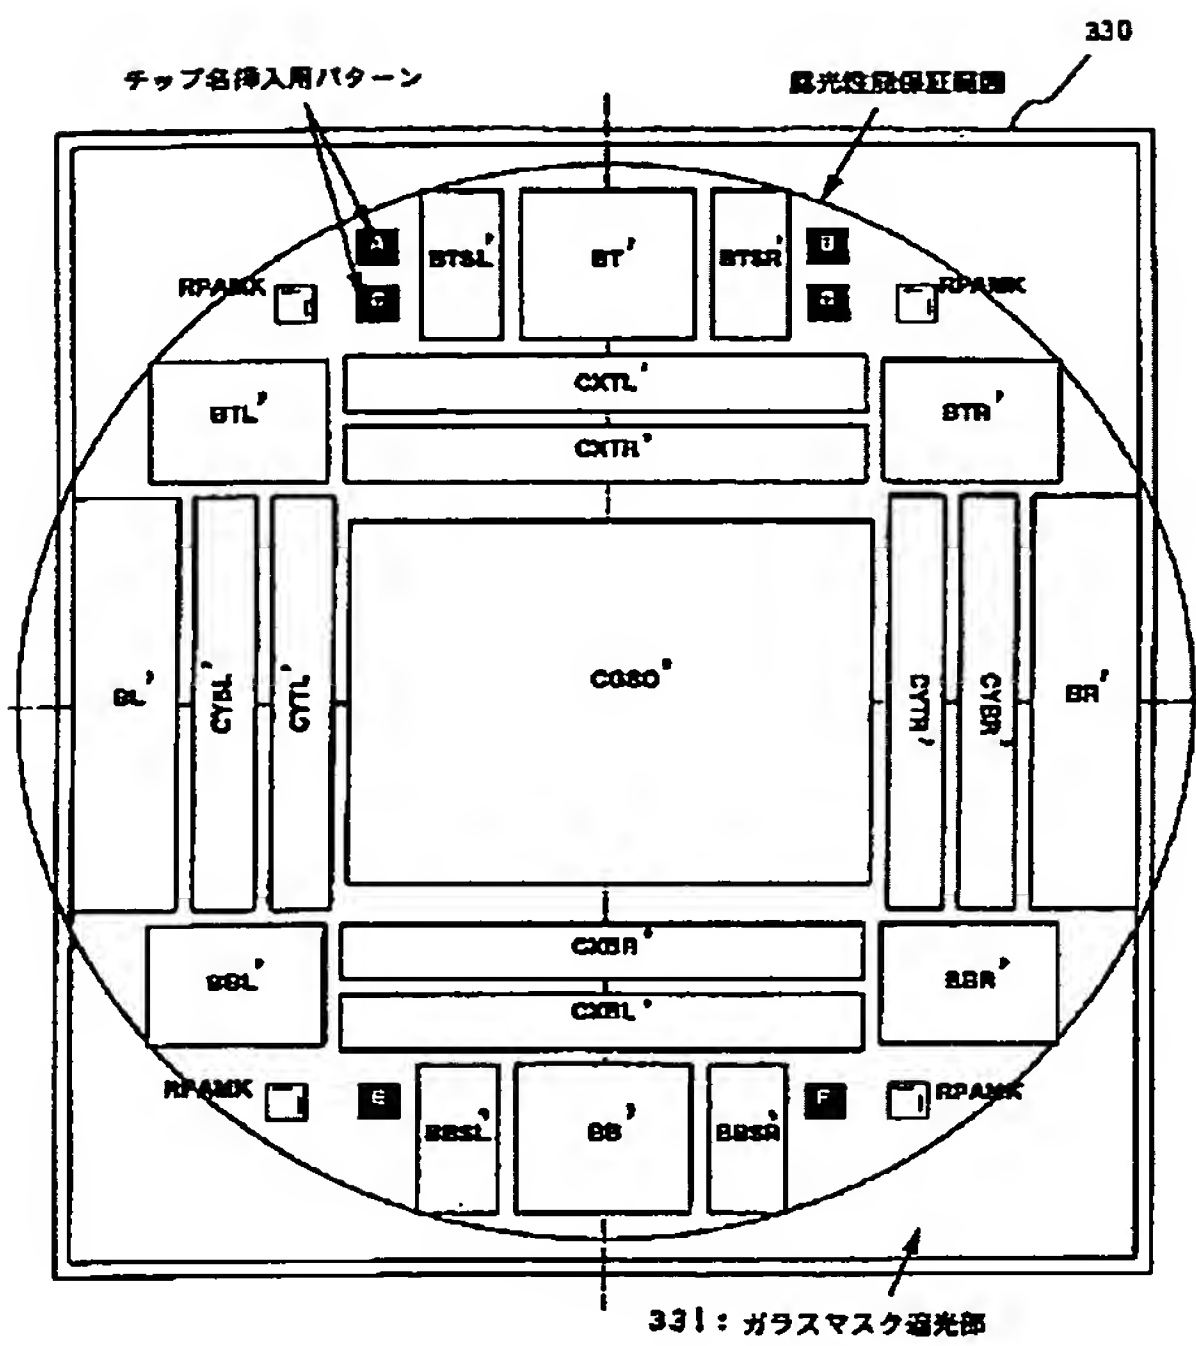 330
チップ名挿入用パターン
露光性能保証範囲
A
BTSL'
BT'
BTSR'
RPAMK
C
RPAMK
CXTL'
BTL'
BTR'
CXTR'
CGSO'
BL'
CYBL'
CYTL'
CYTR'
CYBR'
BR'
CXBR'
BBL'
BBR'
CXBL'
RPAMK
E
F
RPAMK
BBSL'
BB'
BBSR'
331:ガラスマスク遮光部